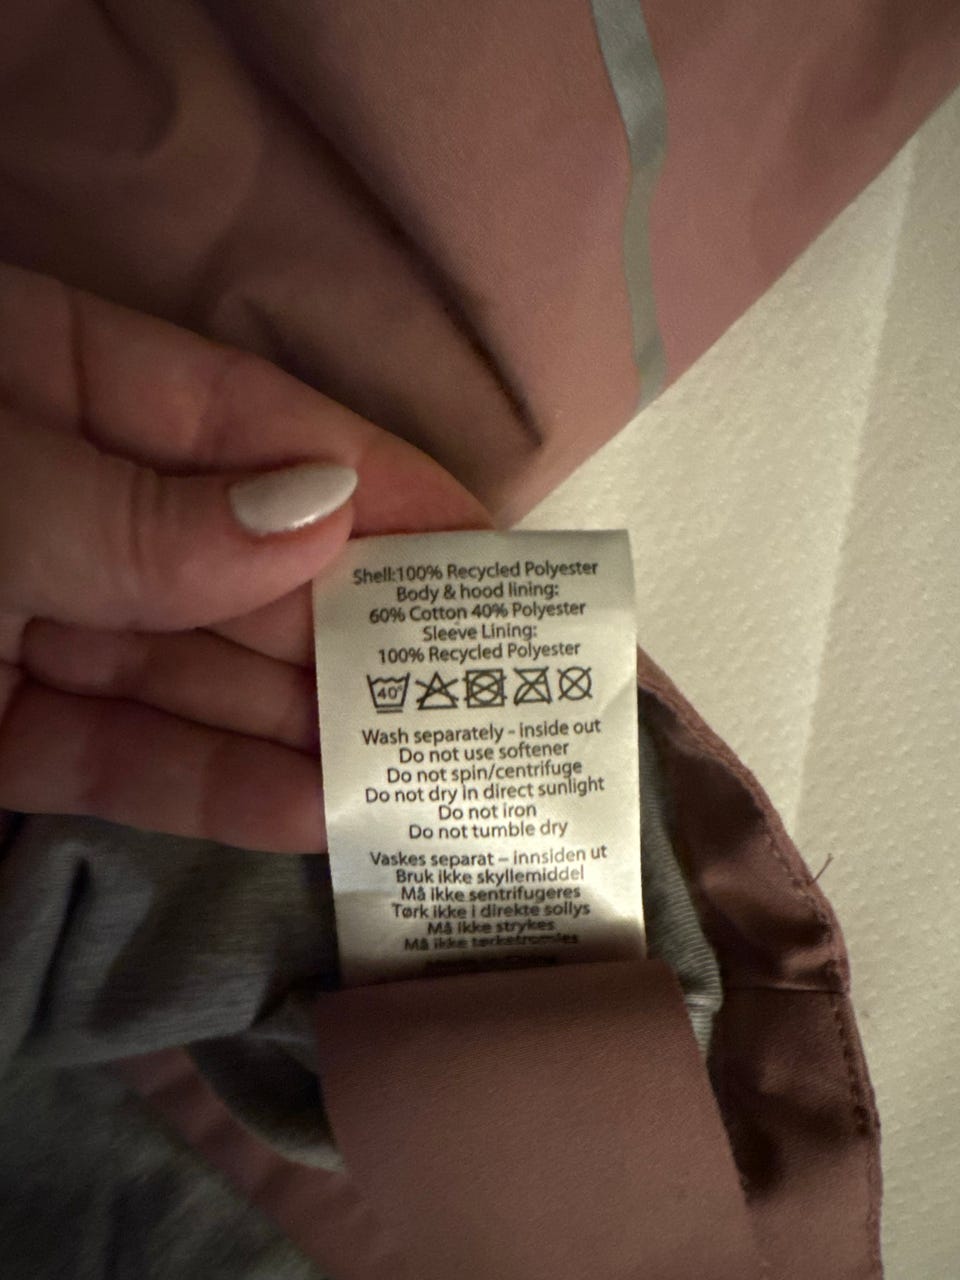 Shell:100% Recycled Polyester
Body & hood lining:
60% Cotton 40% Polyester
Sleeve Lining:
100% Recycled Polyester
40°
Wash separately - inside out
Do not use softener
Do not spin/centrifuge
Do not dry in direct sunlight
Do not iron
Do not tumble dry
Vaskes separat – innsiden ut
Bruk ikke skyllemiddel
Må ikke sentrifugeres
Tørk ikke i direkte sollys
Må ikke strykes
Må ikke tørketromles